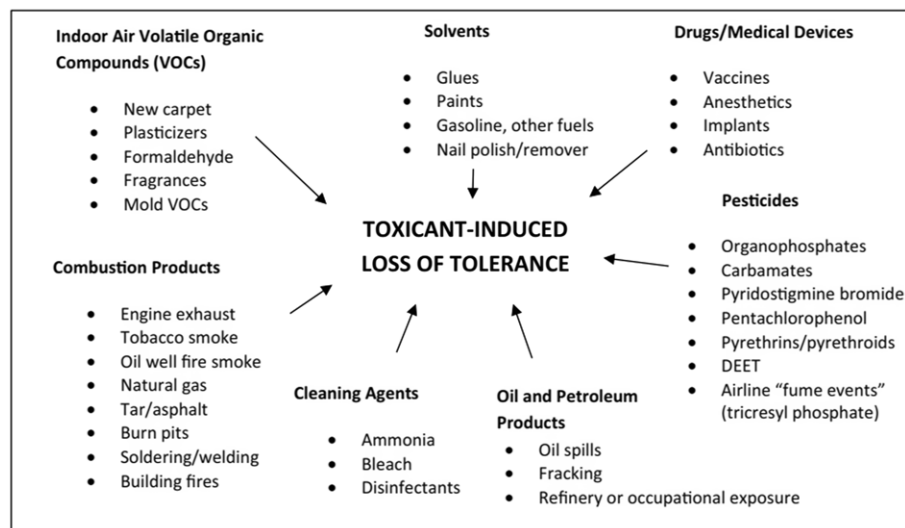 Indoor Air Volatile Organic
Compounds (VOCs)
• New carpet
• Plasticizers
• Formaldehyde
• Fragrances
• Mold VOCs
Solvents
• Glues
• Paints
• Gasoline, other fuels
• Nail polish/remover
Drugs/Medical Devices
• Vaccines
• Anesthetics
• Implants
• Antibiotics
TOXICANT-INDUCED
LOSS OF TOLERANCE
Pesticides
• Organophosphates
• Carbamates
• Pyridostigmine bromide
• Pentachlorophenol
• Pyrethrins/pyrethroids
• DEET
• Airline “fume events”
(tricresyl phosphate)
Combustion Products
• Engine exhaust
• Tobacco smoke
• Oil well fire smoke
• Natural gas
• Tar/asphalt
• Burn pits
• Soldering/welding
• Building fires
Cleaning Agents
• Ammonia
• Bleach
• Disinfectants
Oil and Petroleum
Products
• Oil spills
• Fracking
• Refinery or occupational exposure